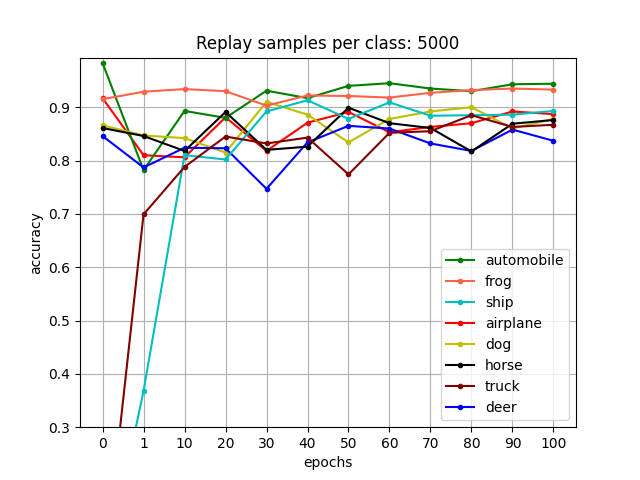 Replay samples per class: 5000
accuracy
0.9
0.8
0.7
0.6
0.5
0.4
0.3
automobile
frog
ship
airplane
dog
horse
truck
deer
0 1 10 20 30 40 50 60 70 80 90 100
epochs